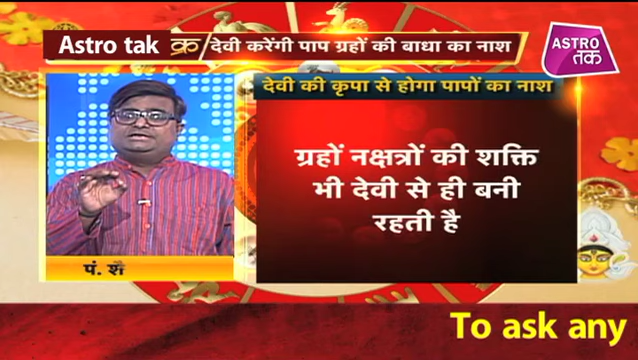 Astro tak क्र देवी करेंगी पाप ग्रहों की बाधा का नाश
ASTRO
तक
देवी की कृपा से होगा पापों का नाश
ग्रहों नक्षत्रों की शक्ति
भी देवी से ही बनी
रहती है
पं. शै
To ask any